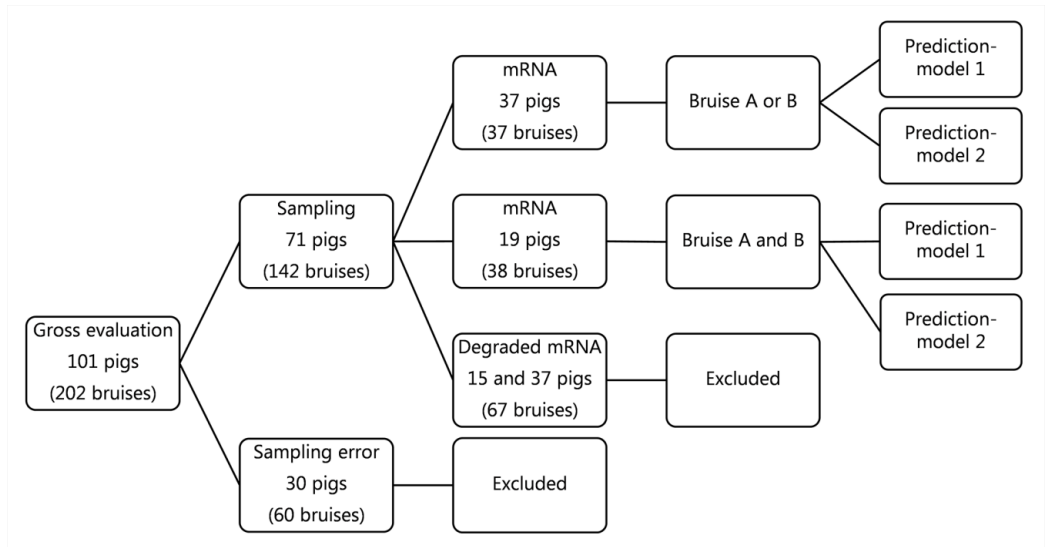 Gross evaluation
101 pigs
(202 bruises)
Sampling
71 pigs
(142 bruises)
Sampling error
30 pigs
(60 bruises)
mRNA
37 pigs
(37 bruises)
mRNA
19 pigs
(38 bruises)
Degraded mRNA
15 and 37 pigs
(67 bruises)
Excluded
Bruise A or B
Bruise A and B
Excluded
Prediction-
model 1
Prediction-
model 2
Prediction-
model 1
Prediction-
model 2